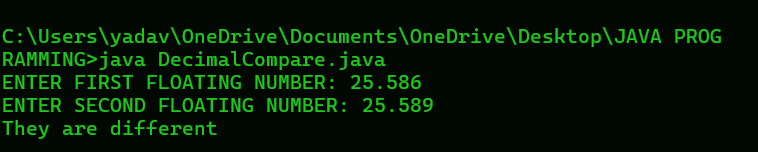 C:\Users\yadav\OneDrive\Documents\OneDrive\Desktop\JAVA PROG
RAMMING>java DecimalCompare.java
ENTER FIRST FLOATING NUMBER: 25.586
ENTER SECOND FLOATING NUMBER: 25.589
They are different